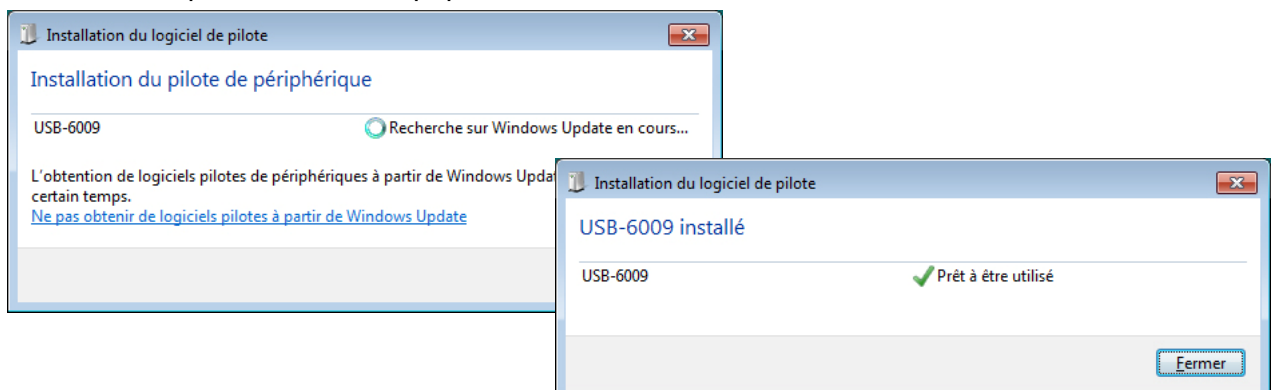 Installation du logiciel de pilote
Installation du pilote de périphérique
USB-6009
Recherche sur Windows Update en cours...
L'obtention de logiciels pilotes de périphériques à partir de Windows
certain temps.
Ne pas obtenir de logiciels pilotes à partir de Windows Update
Installation du logiciel de pilote
USB-6009 installé
USB-6009
Prêt à être utilisé
Fermer